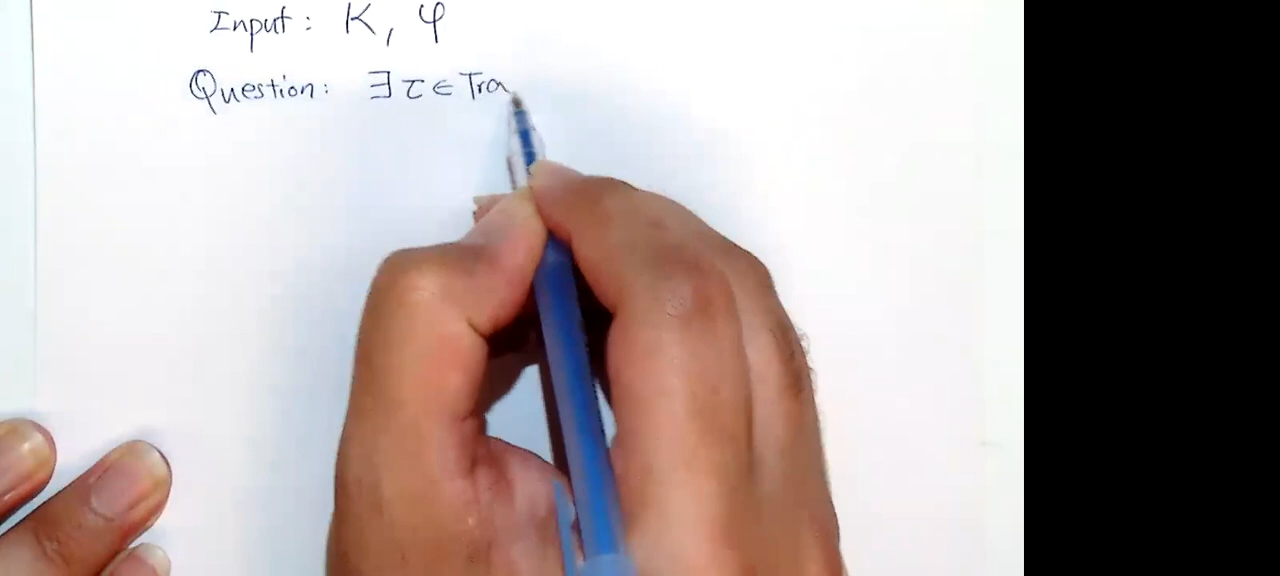 Input: K, φ
Question: ∃ τ ∈ Tra